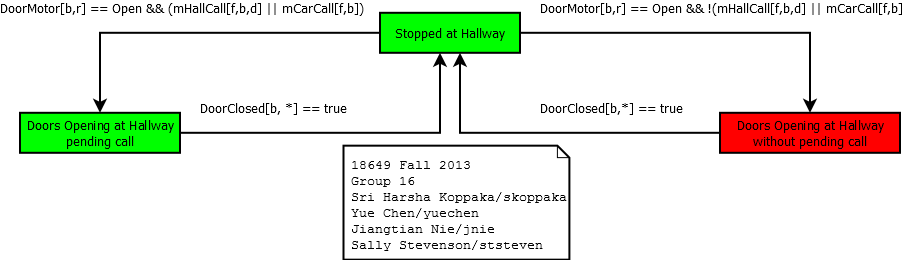 DoorMotor[b,r] == Open && (mHallCall[f,b,d] || mCarCall[f,b])
DoorMotor[b,r] == Open && !(mHallCall[f,b,d] || mCarCall[f,b]
Stopped at Hallway
DoorClosed[b, *] == true
DoorClosed[b,*] == true
Doors Opening at Hallway
pending call
Doors Opening at Hallway
without pending call
18649 Fall 2013
Group 16
Sri Harsha Koppaka/skoppaka
Yue Chen/yuechen
Jiangtian Nie/jnie
Sally Stevenson/ststeven